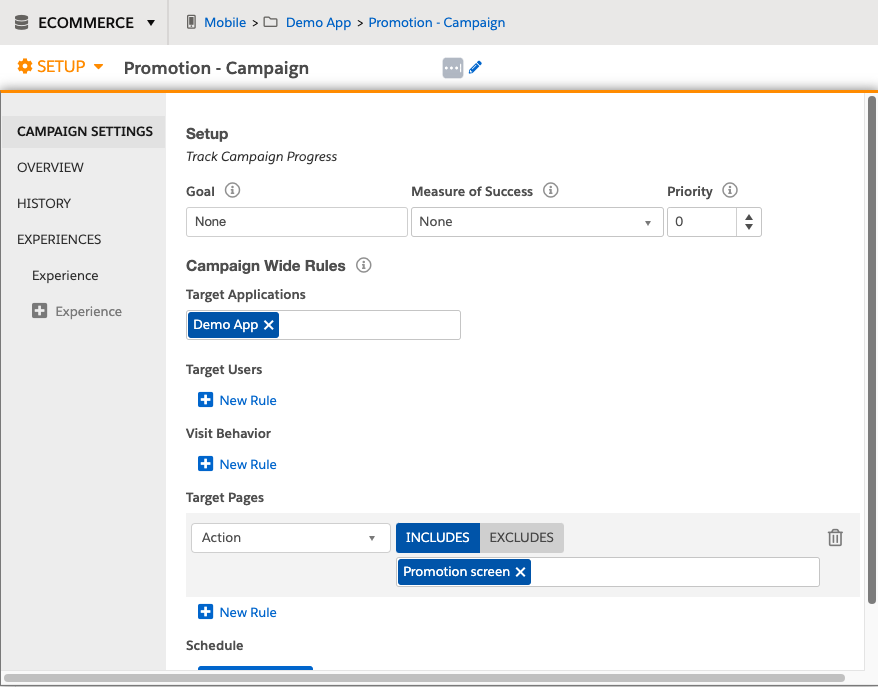 ECOMMERCE
Mobile > Demo App > Promotion - Campaign
SETUP Promotion - Campaign
CAMPAIGN SETTINGS
OVERVIEW
HISTORY
EXPERIENCES
Experience
Experience
Setup
Track Campaign Progress
Goal Measure of Success Priority
None None 0
Campaign Wide Rules
Target Applications
Demo App
Target Users
New Rule
Visit Behavior
New Rule
Target Pages
Action INCLUDES EXCLUDES
Promotion screen
New Rule
Schedule